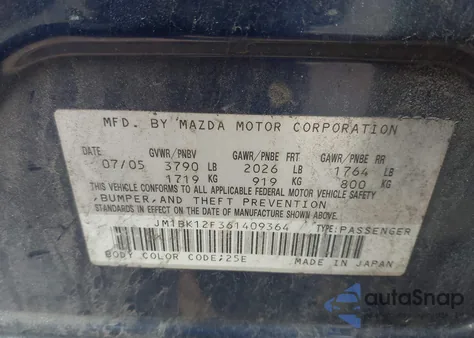 MFD. BY MAZDA MOTOR CORPORATION
GVWR/PNBV GAWR/PNBE FRT GAWR/PNBE RR
07/05 3790 LB 2026 LB 1764 LB
1719 KG 919 KG 800 KG
THIS VEHICLE CONFORMS TO ALL APPLICABLE FEDERAL MOTOR VEHICLE SAFETY,
BUMPER, AND THEFT PREVENTION
STANDARDS IN EFFECT ON THE DATE OF MANUFACTURE SHOWN ABOVE.
JM1BK12F361409364 TYPE:PASSENGER
BODY COLOR CODE:25E MADE IN JAPAN
autoSnap
www.autosnap.cc